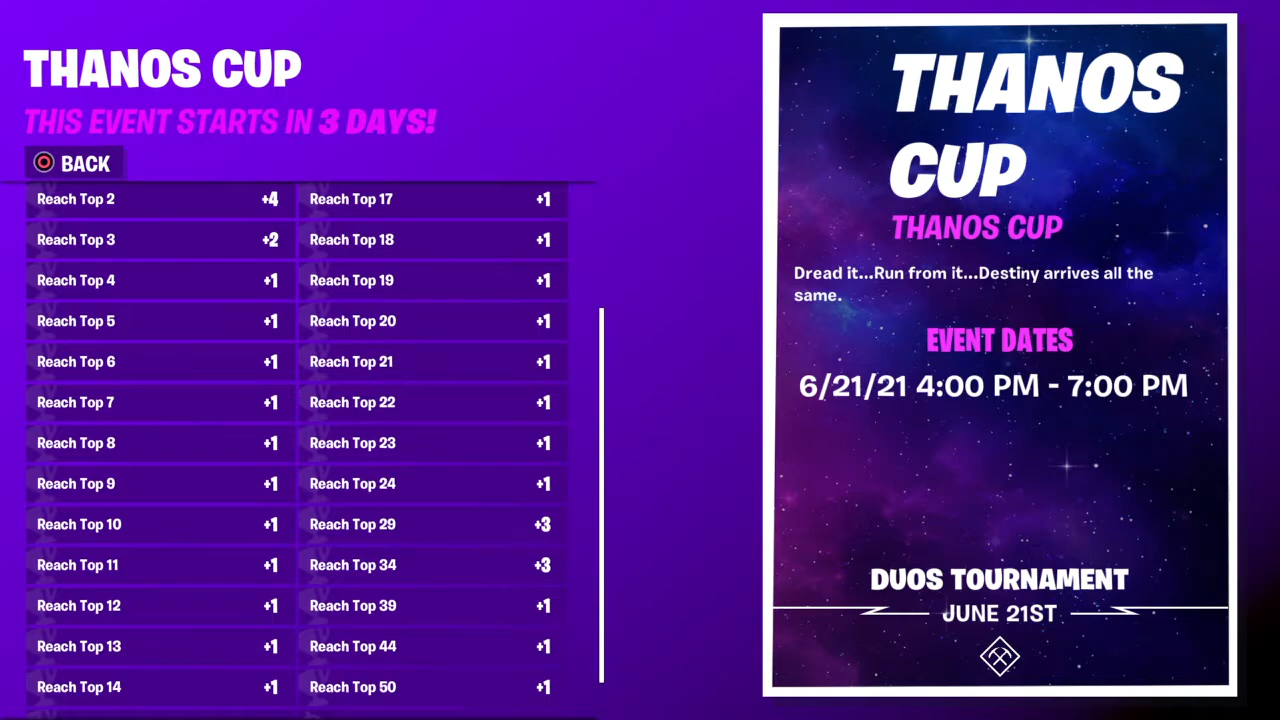 THANOS CUP
THIS EVENT STARTS IN 3 DAYS!
BACK
Reach Top 2 +4
Reach Top 3 +2
Reach Top 4 +1
Reach Top 5 +1
Reach Top 6 +1
Reach Top 7 +1
Reach Top 8 +1
Reach Top 9 +1
Reach Top 10 +1
Reach Top 11 +1
Reach Top 12 +1
Reach Top 13 +1
Reach Top 14 +1
Reach Top 17 +1
Reach Top 18 +1
Reach Top 19 +1
Reach Top 20 +1
Reach Top 21 +1
Reach Top 22 +1
Reach Top 23 +1
Reach Top 24 +1
Reach Top 29 +3
Reach Top 34 +3
Reach Top 39 +1
Reach Top 44 +1
Reach Top 50 +1
THANOS
CUP
THANOS CUP
Dread it...Run from it...Destiny arrives all the
same.
EVENT DATES
6/21/21 4:00 PM - 7:00 PM
DUOS TOURNAMENT
JUNE 21ST